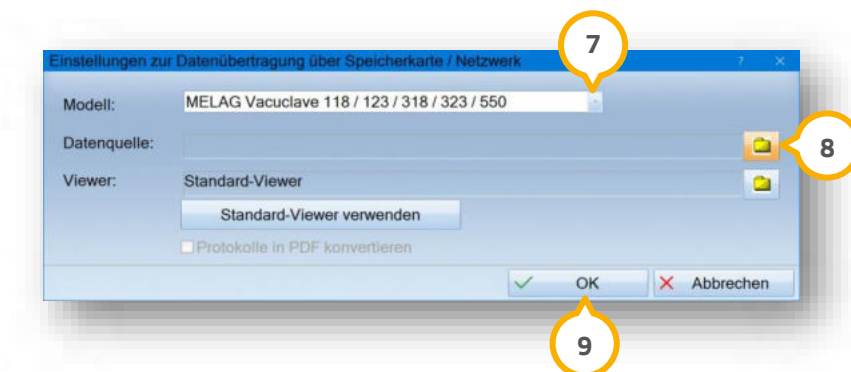 7
Einstellungen zur Datenübertragung über Speicherkarte / Netzwerk ? ×
Modell: MELAG Vacuclave 118 / 123 / 318 / 323 / 550
Datenquelle:
8
Viewer: Standard-Viewer
Standard-Viewer verwenden
Protokolle in PDF konvertieren
OK Abbrechen
9